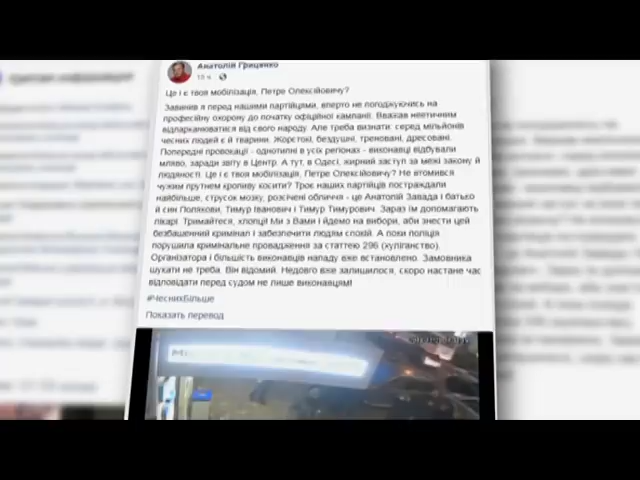 Анатолій Гриценко
Це і є твоя мобілізація, Петре Олексійовичу?
Завинив я перед нашими партійцями, вперто не погоджуючись на
професійну охорону до початку офіційної кампанії. Вважав неетичним
відпаркановатися від свого народу. Але треба визнати: серед мільйонів
чесних людей є й тварини. Жорстокі, бездушні, треновані, дресовані.
Попередні провокації - однотипні в усіх регіонах - виконавці відбували
мляво, заради звіту в Центр. А тут, в Одесі, жирний заступ за межі закону й
людяності. Це і є твоя мобілізація, Петре Олексійовичу? Не втомився
чужим прутнем кропиву косити? Троє наших партійців постраждали
найбільше, струсок мозку, розсічені обличчя - це Анатолій Завада і батько
й син Полякови, Тимур Іванович і Тимур Тимурович. Зараз їм допомагають
лікарі. Тримайтеся, хлопці! Ми з Вами і йдемо на вибори, аби знести цей
безбашенний кримінал і забезпечити людям спокій. А поки поліція
порушила кримінальне провадження за статтею 296 (хуліганство).
Організатора і більшість виконавців нападу вже встановлено. Замовника
шукати не треба. Він відомий. Недовго вже залишилося, скоро настане час
відповідати перед судом не лише виконавцям!
#ЧеснихБільше
Показать перевод